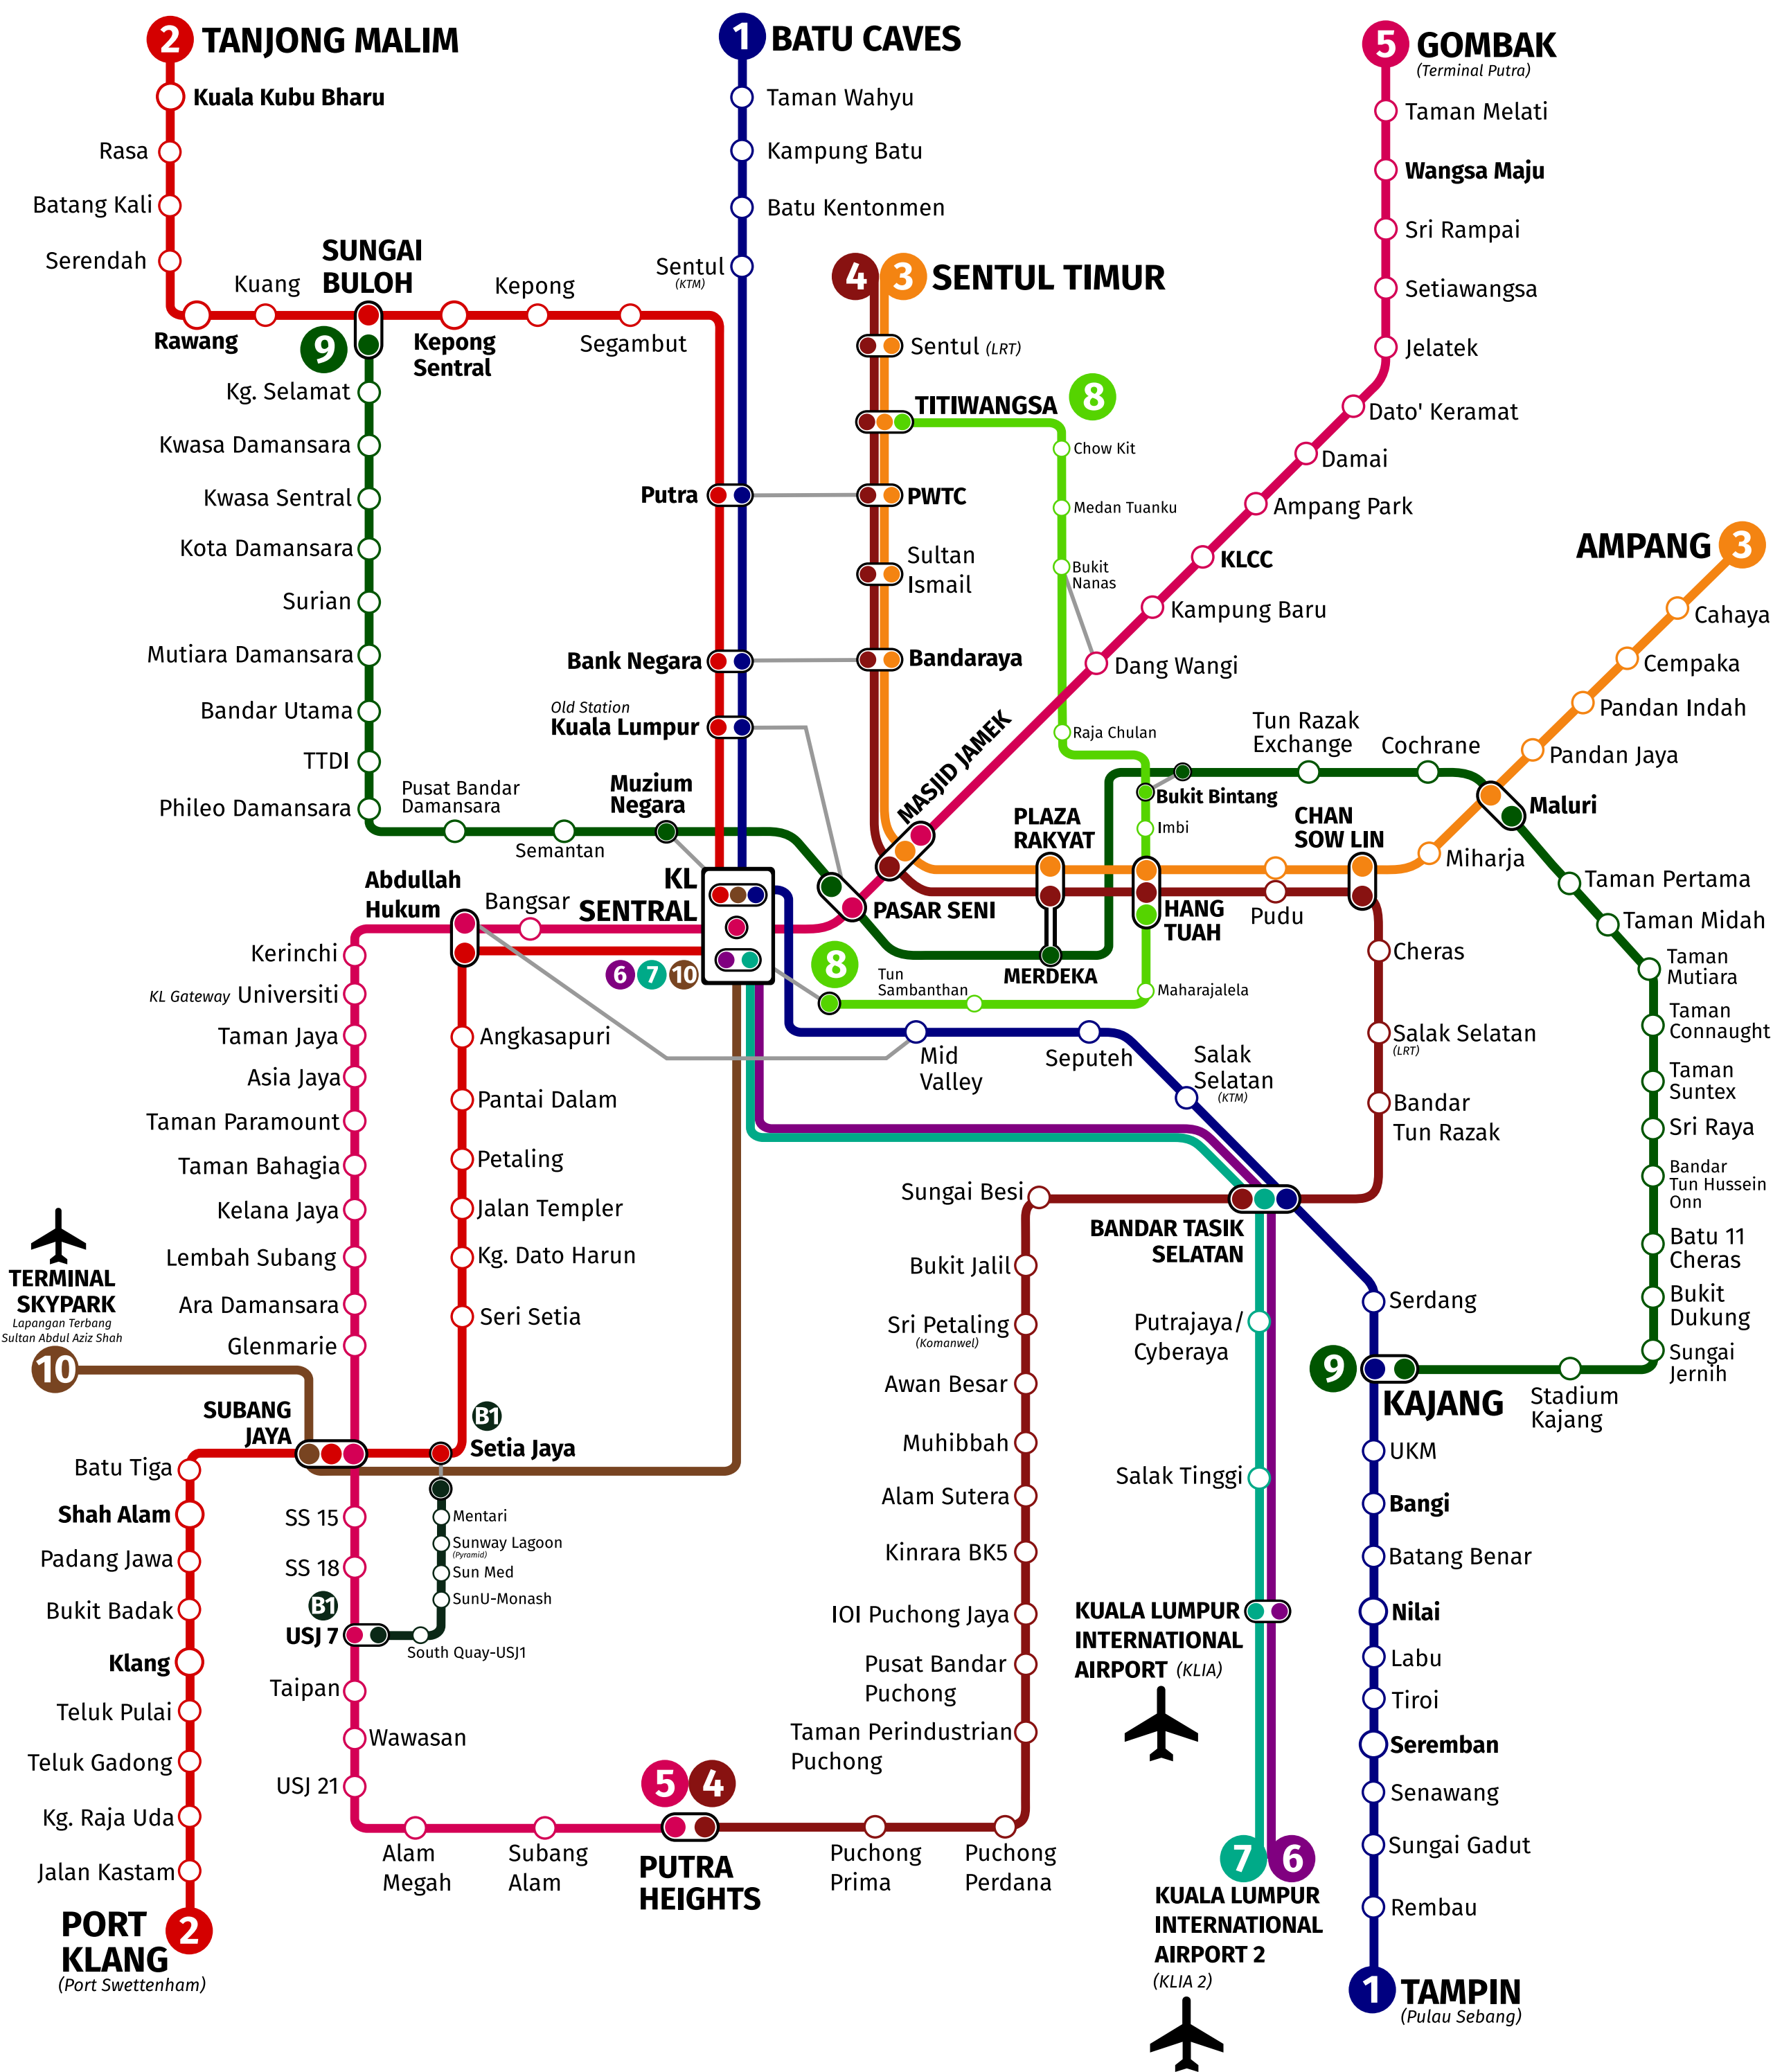 2 TANJONG MALIM
Kuala Kubu Bharu
Rasa
Batang Kali
Serendah
Rawang
Kuang
SUNGAI
BULOH
9
Kepong
Sentral
Kepong
Segambut
1 BATU CAVES
Taman Wahyu
Kampung Batu
Batu Kentonmen
Sentul
(KTM)
5 GOMBAK
(Terminal Putra)
Taman Melati
Wangsa Maju
Sri Rampai
Setiawangsa
Jelatek
Dato' Keramat
Damai
Ampang Park
KLCC
Kampung Baru
Dang Wangi
4 3 SENTUL TIMUR
Sentul (LRT)
TITIWANGSA 8
Chow Kit
Medan Tuanku
Bukit
Nanas
Raja Chulan
Putra
PWTC
Sultan
Ismail
Bank Negara
Bandaraya
Old Station
Kuala Lumpur
MASJID JAMEK
AMPANG 3
Cahaya
Cempaka
Pandan Indah
Pandan Jaya
Kg. Selamat
Kwasa Damansara
Kwasa Sentral
Kota Damansara
Surian
Mutiara Damansara
Bandar Utama
TTDI
Phileo Damansara
Pusat Bandar
Damansara
Semantan
Muzium
Negara
Tun Razak
Exchange
Cochrane
Bukit Bintang
Imbi
PLAZA
RAKYAT
CHAN
SOW LIN
Maluri
Miharja
Taman Pertama
Taman Midah
Taman
Mutiara
Taman
Connaught
Taman
Suntex
Sri Raya
Bandar
Tun Hussein
Onn
Batu 11
Cheras
Bukit
Dukung
Sungai
Jernih
Stadium
Kajang
Abdullah
Hukum
Bangsar
KL
SENTRAL
6 7 10
PASAR SENI
HANG
TUAH
Pudu
MERDEKA
8
Tun
Sambanthan
Maharajalela
Cheras
Salak Selatan
(LRT)
Bandar
Tun Razak
Mid
Valley
Seputeh
Salak
Selatan
(KTM)
Kerinchi
KL Gateway Universiti
Taman Jaya
Asia Jaya
Taman Paramount
Taman Bahagia
Kelana Jaya
Lembah Subang
Ara Damansara
Glenmarie
Angkasapuri
Pantai Dalam
Petaling
Jalan Templer
Kg. Dato Harun
Seri Setia
TERMINAL
SKYPARK
Lapangan Terbang
Sultan Abdul Aziz Shah
10
SUBANG
JAYA
B1
Setia Jaya
Mentari
Sunway Lagoon
(Pyramid)
Sun Med
SunU-Monash
South Quay-USJ1
SS 15
SS 18
B1
USJ 7
Taipan
Wawasan
USJ 21
Alam
Megah
Subang
Alam
5 4
PUTRA
HEIGHTS
Batu Tiga
Shah Alam
Padang Jawa
Bukit Badak
Klang
Teluk Pulai
Teluk Gadong
Kg. Raja Uda
Jalan Kastam
PORT
KLANG 2
(Port Swettenham)
Sungai Besi
Bukit Jalil
Sri Petaling
(Komanwel)
Awan Besar
Muhibbah
Alam Sutera
Kinrara BK5
IOI Puchong Jaya
Pusat Bandar
Puchong
Taman Perindustrian
Puchong
Puchong
Prima
Puchong
Perdana
BANDAR TASIK
SELATAN
Putrajaya/
Cyberaya
Salak Tinggi
KUALA LUMPUR
INTERNATIONAL
AIRPORT (KLIA)
7 6
KUALA LUMPUR
INTERNATIONAL
AIRPORT 2
(KLIA 2)
Serdang
9
KAJANG
UKM
Bangi
Batang Benar
Nilai
Labu
Tiroi
Seremban
Senawang
Sungai Gadut
Rembau
1 TAMPIN
(Pulau Sebang)